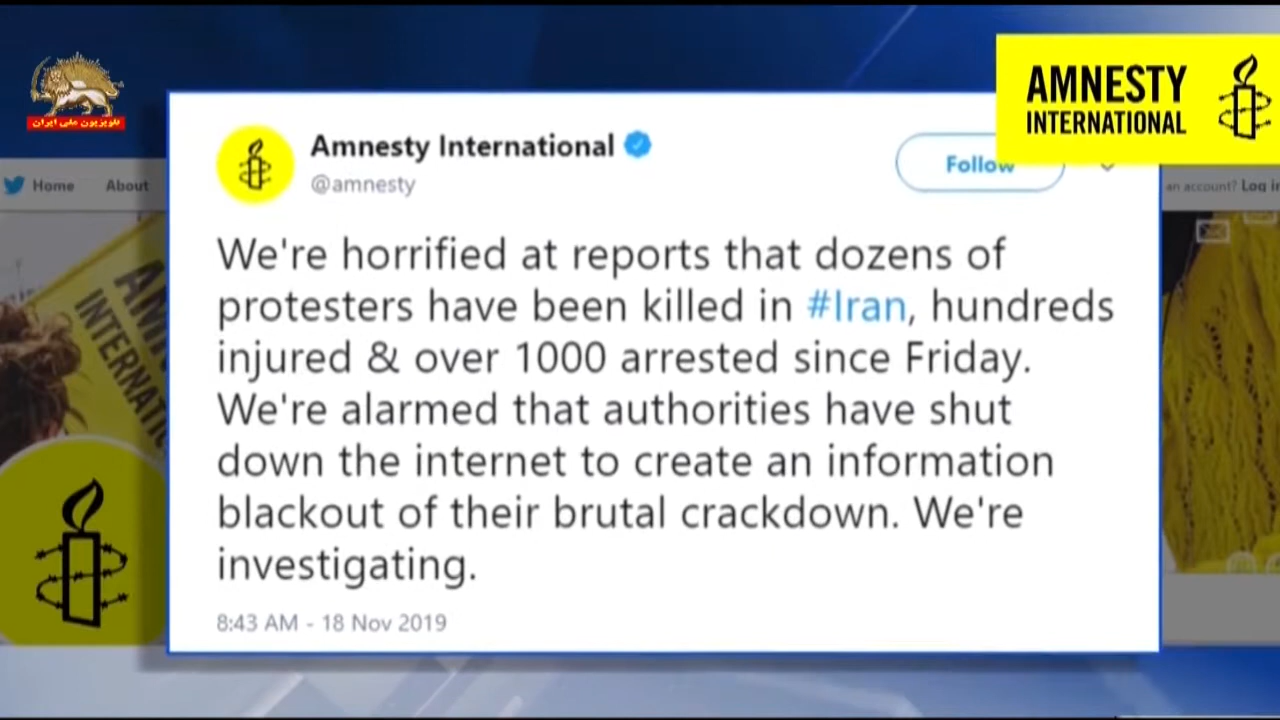 تلویزیون ملی ایران
AMNESTY
INTERNATIONAL
Home About
an account? Log in
Amnesty International
@amnesty
Follow
We're horrified at reports that dozens of
protesters have been killed in #Iran, hundreds
injured & over 1000 arrested since Friday.
We're alarmed that authorities have shut
down the internet to create an information
blackout of their brutal crackdown. We're
investigating.
8:43 AM - 18 Nov 2019